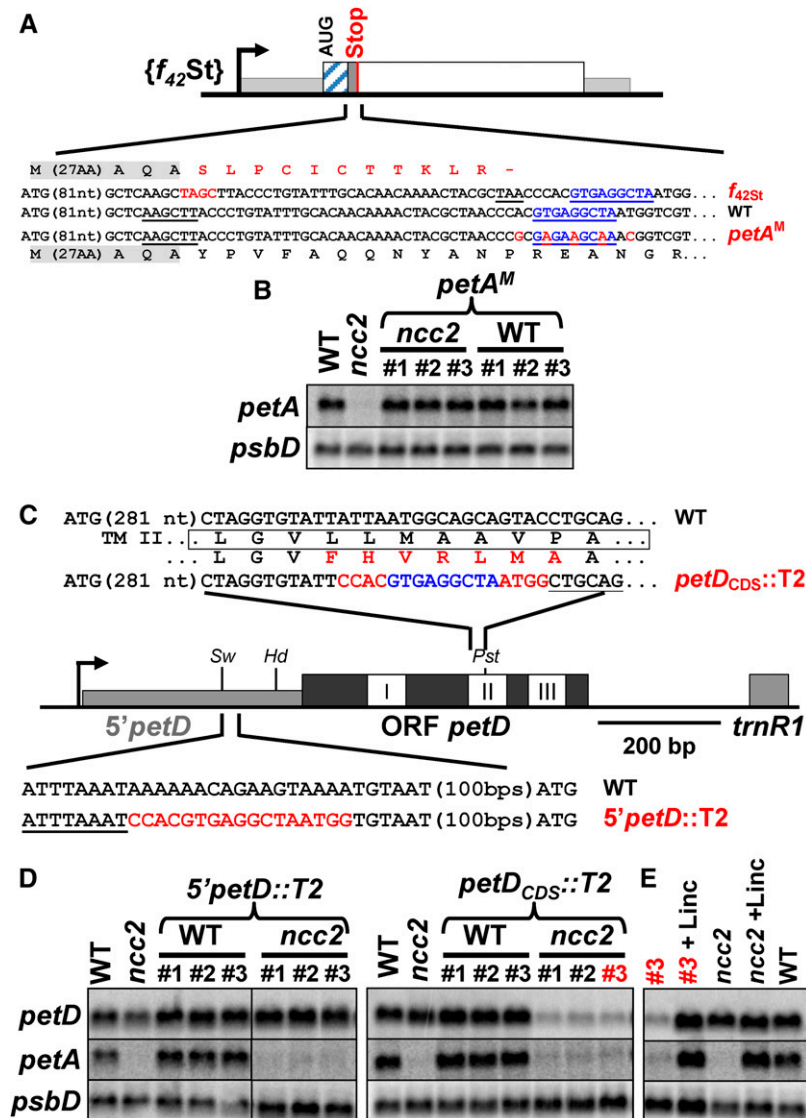 A
{f42St}
AUG
Stop
M (27AA) A Q A S L P C I C T T K L R -
ATG(81nt)GCTCAAGCTAGCTTACCCTGTATTTGCACAACAAAACTACGCTAACCCACGTGAGGCTAATGG... f42St
ATG(81nt)GCTCAAGCTTACCCTGTATTTGCACAACAAAACTACGCTAACCCACGTGAGGCTAATGGTCGT... WT
ATG(81nt)GCTCAAGCTTACCCTGTATTTGCACAACAAAACTACGCTAACCCGCGAGAAGCAAACGGTCGT... petAM
M (27AA) A Q A Y P V F A Q Q N Y A N P R E A N G R...
B
petAM
WT
ncc2
ncc2
WT
#1 #2 #3 #1 #2 #3
petA
psbD
C
ATG(281 nt)CTAGGTGTATTATTAATGGCAGCAGTACCTGCAG... WT
TM II... L G V L L M A A V P A ...
... L G V F H V R L M A A ...
ATG(281 nt)CTAGGTGTATTCCACGTGAGGCTAATGGCTGCAG... petDCDS::T2
Sw
Hd
Pst
I
II
III
5'petD
ORF petD
trnR1
200 bp
ATTTAAATAAAAAACAGAAGTAAAATGTAAT(100bps)ATG WT
ATTTAAATCCACGTGAGGCTAATGGTGTAAT(100bps)ATG 5'petD::T2
D
5'petD::T2
petDCDS::T2
WT
ncc2
WT
ncc2
#1 #2 #3 #1 #2 #3
WT
ncc2
WT
ncc2
#1 #2 #3 #1 #2 #3
petD
petA
psbD
E
#3
#3 + Linc
ncc2
ncc2 +Linc
WT